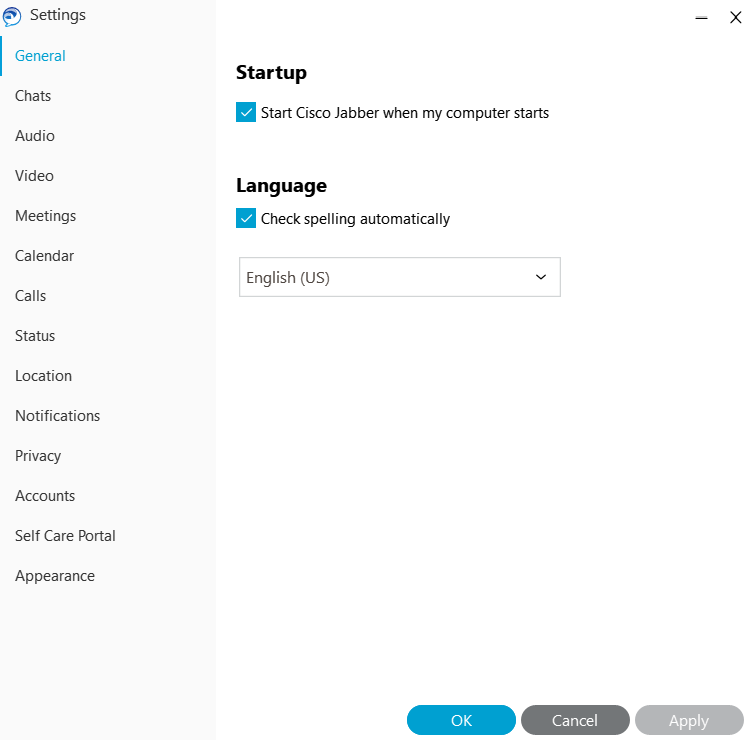 Settings
General
Chats
Audio
Video
Meetings
Calendar
Calls
Status
Location
Notifications
Privacy
Accounts
Self Care Portal
Appearance
Startup
Start Cisco Jabber when my computer starts
Language
Check spelling automatically
English (US)
OK
Cancel
Apply